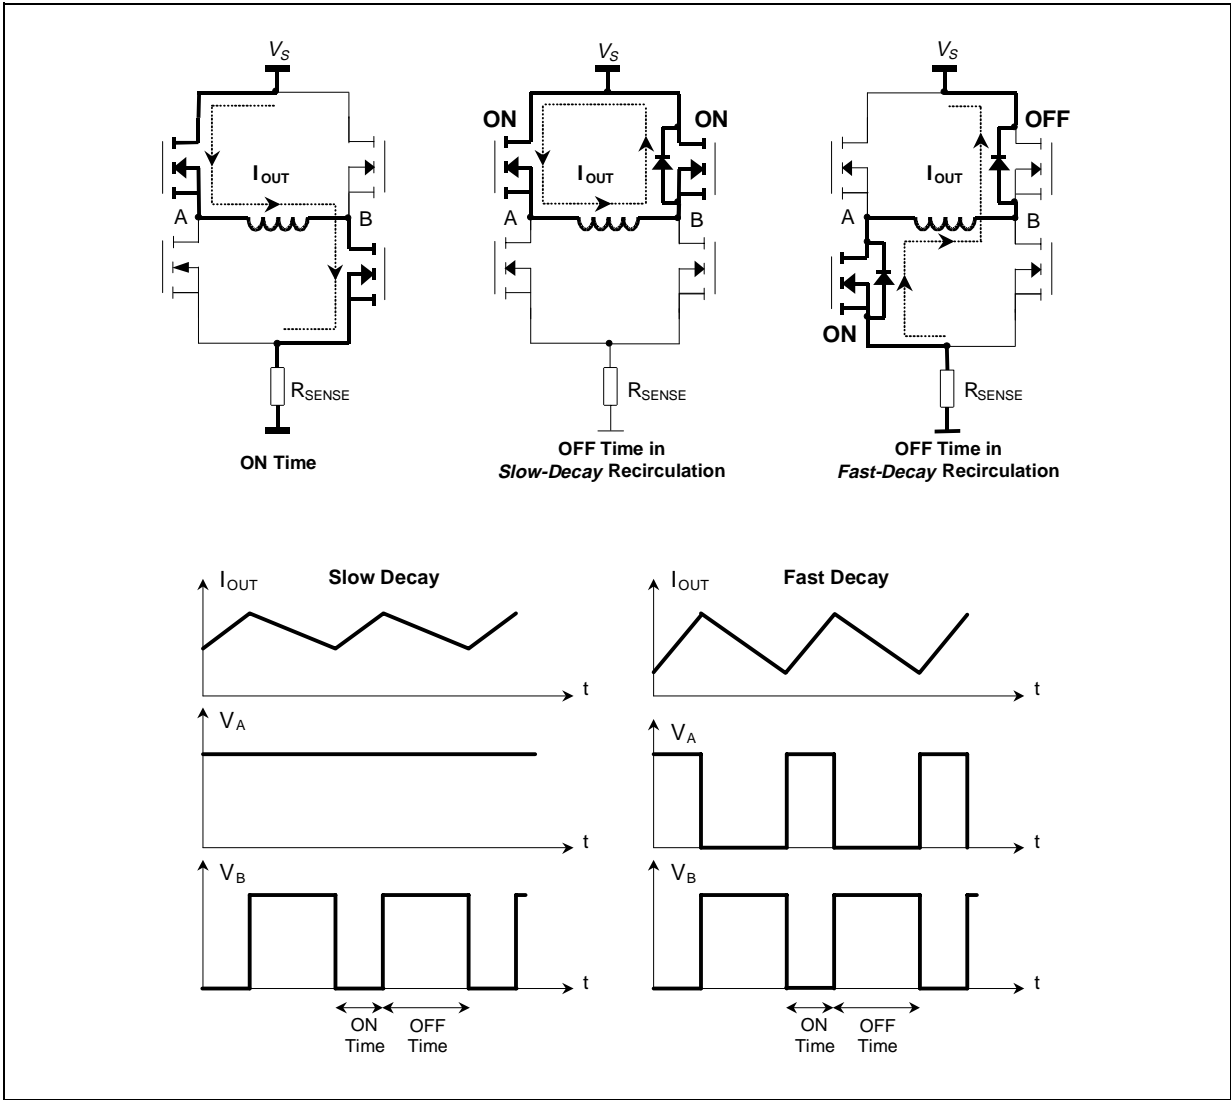 VS
VS
VS
ON
ON
OFF
IOUT
IOUT
IOUT
A
B
A
B
A
B
ON
RSENSE
RSENSE
RSENSE
ON Time
OFF Time in
Slow-Decay Recirculation
OFF Time in
Fast-Decay Recirculation
IOUT
Slow Decay
t
VA
t
VB
t
ON
Time
OFF
Time
IOUT
Fast Decay
t
VA
t
VB
t
ON
Time
OFF
Time